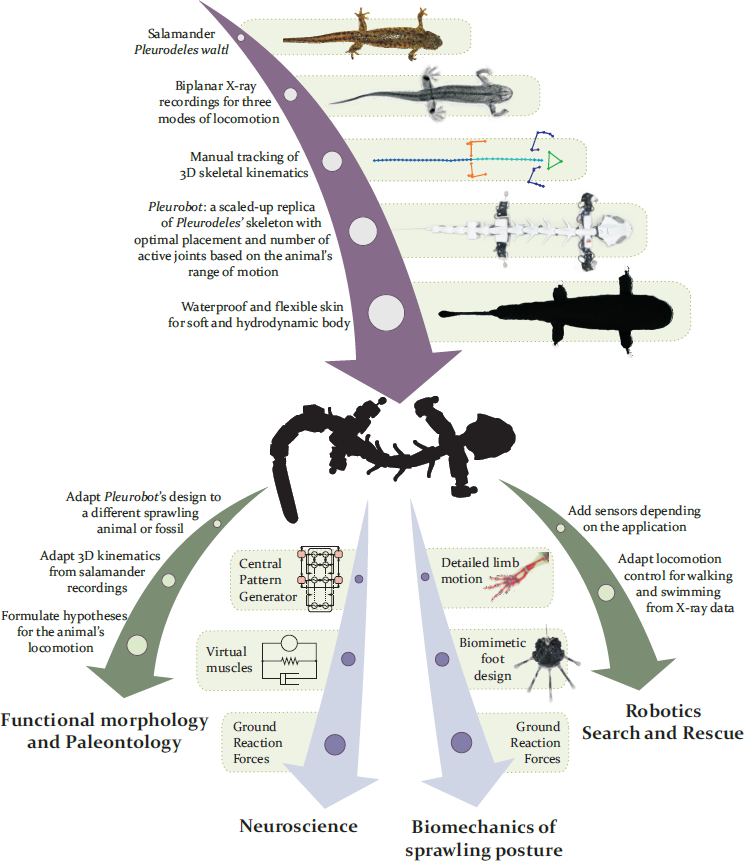 Salamander
Pleurodeles waltl
Biplanar X-ray
recordings for three
modes of locomotion
Manual tracking of
3D skeletal kinematics
Pleurobot: a scaled-up replica
of Pleurodeles’ skeleton with
optimal placement and number of
active joints based on the animal’s
range of motion
Waterproof and flexible skin
for soft and hydrodynamic body
Adapt Pleurobot’s design to
a different sprawling
animal or fossil
Adapt 3D kinematics
from salamander
recordings
Formulate hypotheses
for the animal’s
locomotion
Functional morphology
and Paleontology
Central
Pattern
Generator
Virtual
muscles
Ground
Reaction
Forces
Neuroscience
Detailed limb
motion
Biomimetic
foot
design
Ground
Reaction
Forces
Biomechanics of
sprawling posture
Add sensors depending
on the application
Adapt locomotion
control for walking
and swimming
from X-ray data
Robotics
Search and Rescue